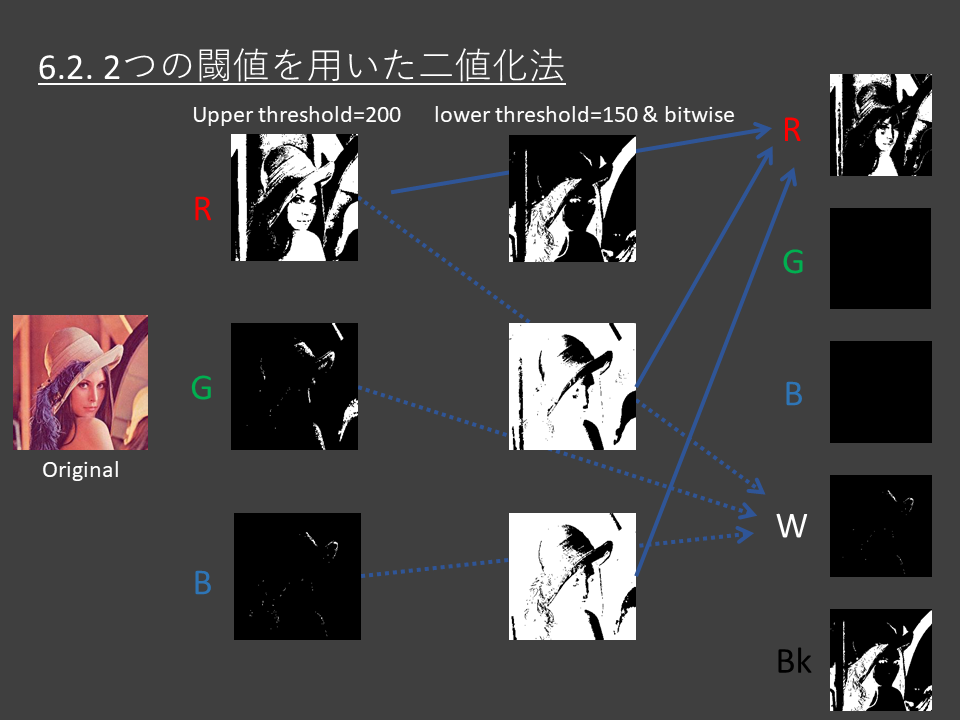 6.2. 2つの閾値を用いた二値化法
Upper threshold=200
lower threshold=150 & bitwise
R
R
G
G
Original
B
B
W
Bk